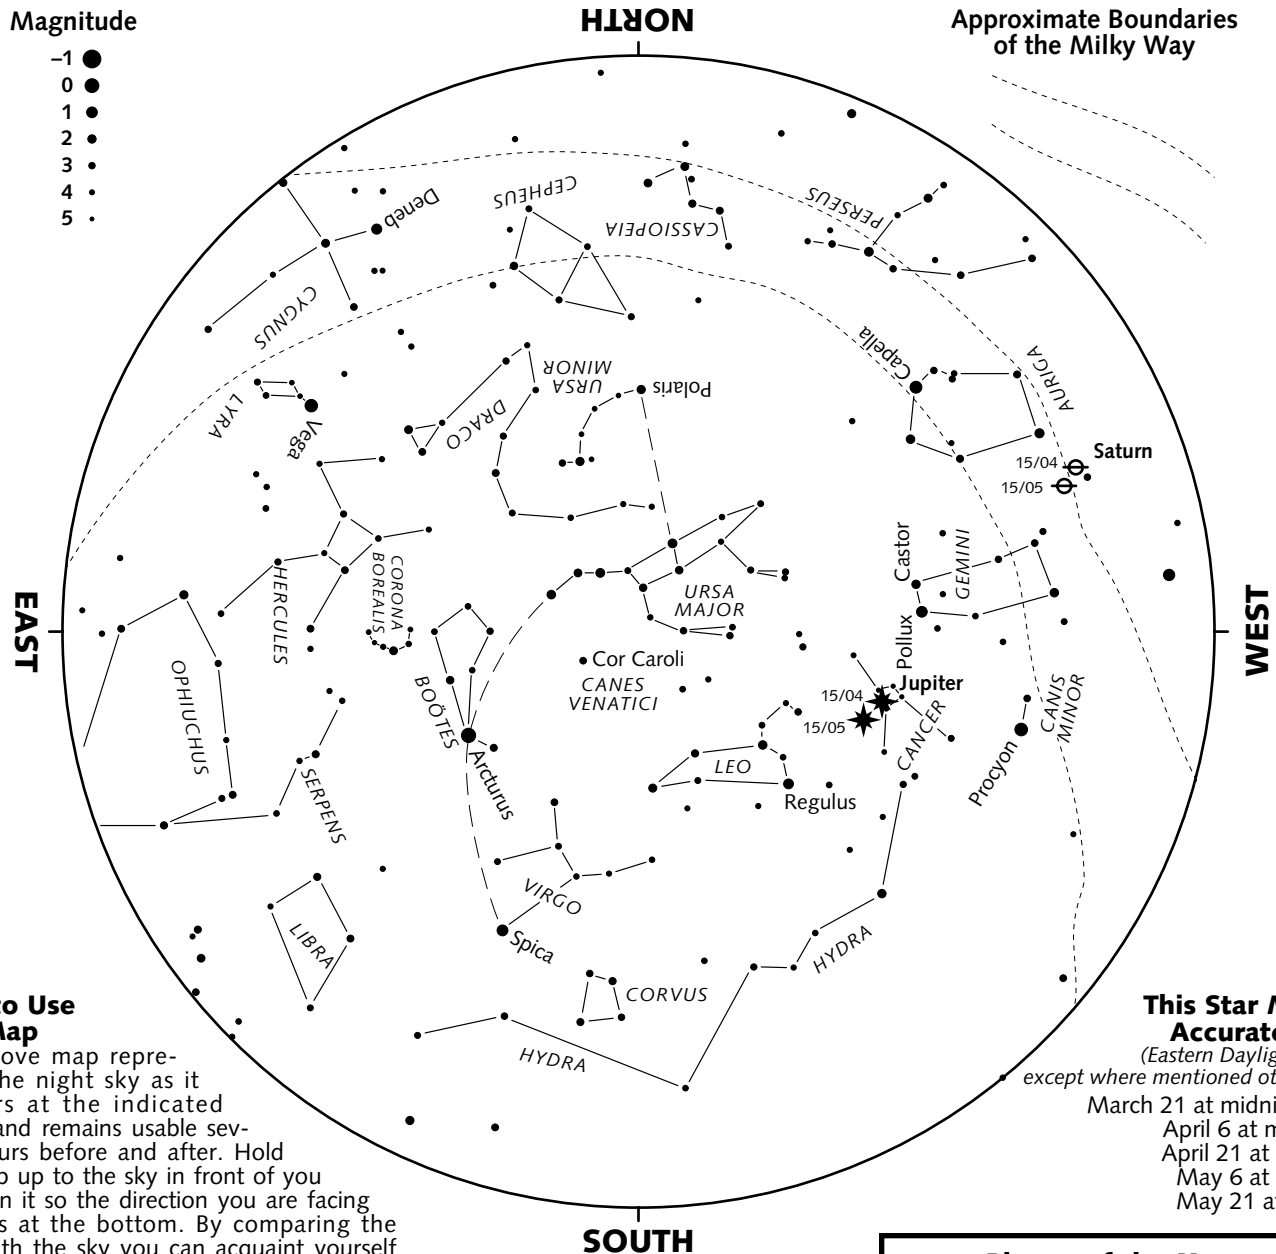 Magnitude
–1
0
1
2
3
4
5
NORTH
Approximate Boundaries
of the Milky Way
Deneb
CEPHEUS
CASSIOPEIA
PERSEUS
CYGNUS
LYRA
Vega
DRACO
URSA
MINOR
Polaris
Capella
AURIGA
Saturn
15/04
15/05
EAST
HERCULES
CORONA
BOREALIS
URSA
MAJOR
Castor
Pollux
GEMINI
WEST
OPHIUCHUS
BOÖTES
Cor Caroli
CANES
VENATICI
Jupiter
15/04
15/05
CANCER
CANIS
MINOR
Procyon
SERPENS
Arcturus
LEO
Regulus
VIRGO
LIBRA
Spica
CORVUS
HYDRA
HYDRA
SOUTH
to Use
Map
ove map repre-
he night sky as it
rs at the indicated
and remains usable sev-
urs before and after. Hold
p up to the sky in front of you
n it so the direction you are facing
s at the bottom. By comparing the
th the sky you can acquaint yourself
This Star M
Accurate
(Eastern Daylig
except where mentioned ot
March 21 at midni
April 6 at m
April 21 at
May 6 at
May 21 a